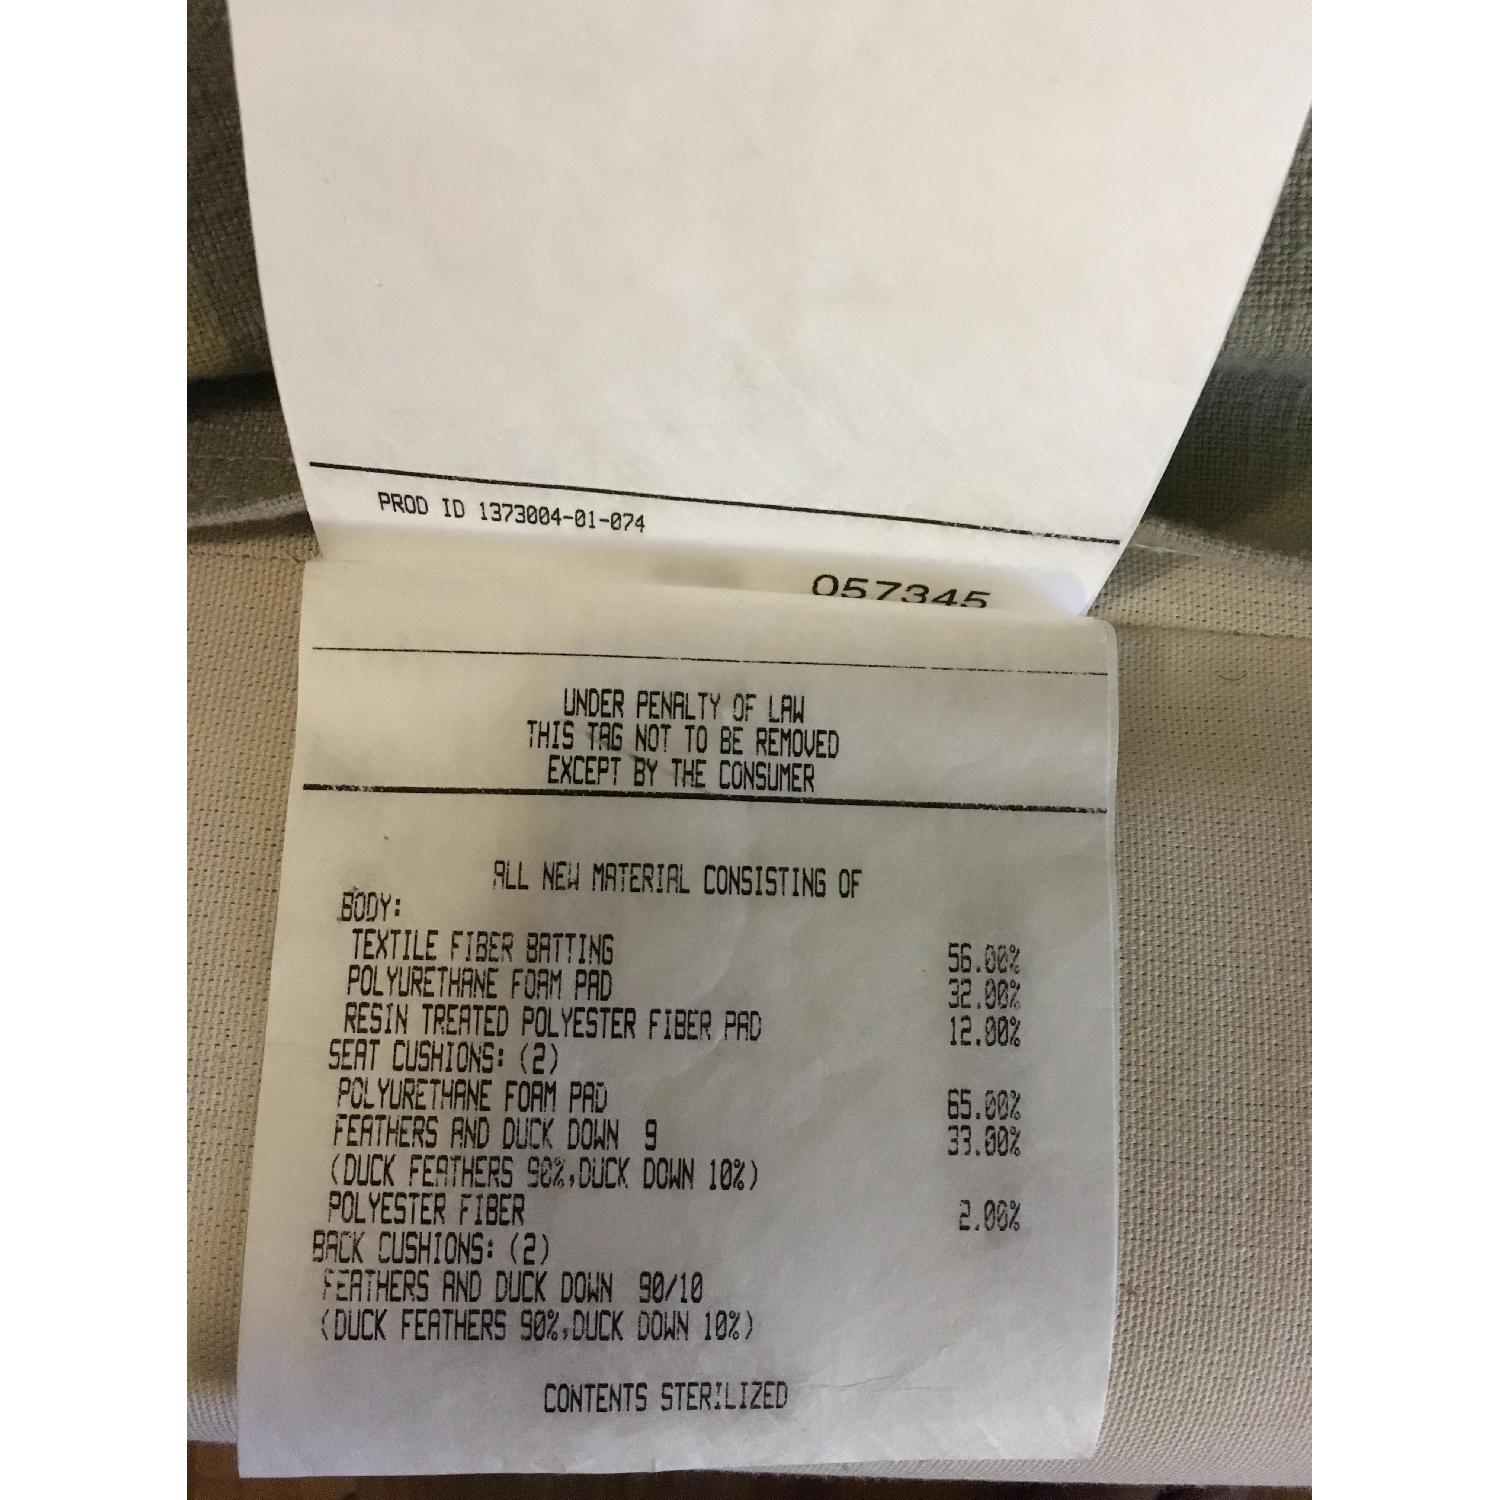 PROD ID 1373004-01-074
057345
UNDER PENALTY OF LAW
THIS TAG NOT TO BE REMOVED
EXCEPT BY THE CONSUMER
ALL NEW MATERIAL CONSISTING OF
BODY:
TEXTILE FIBER BATTING 56.00%
POLYURETHANE FOAM PAD 32.00%
RESIN TREATED POLYESTER FIBER PAD 12.00%
SEAT CUSHIONS: (2)
POLYURETHANE FOAM PAD 65.00%
FEATHERS AND DUCK DOWN 9 33.00%
(DUCK FEATHERS 90%,DUCK DOWN 10%)
POLYESTER FIBER 2.00%
BACK CUSHIONS: (2)
FEATHERS AND DUCK DOWN 90/10
(DUCK FEATHERS 90%,DUCK DOWN 10%)
CONTENTS STERILIZED